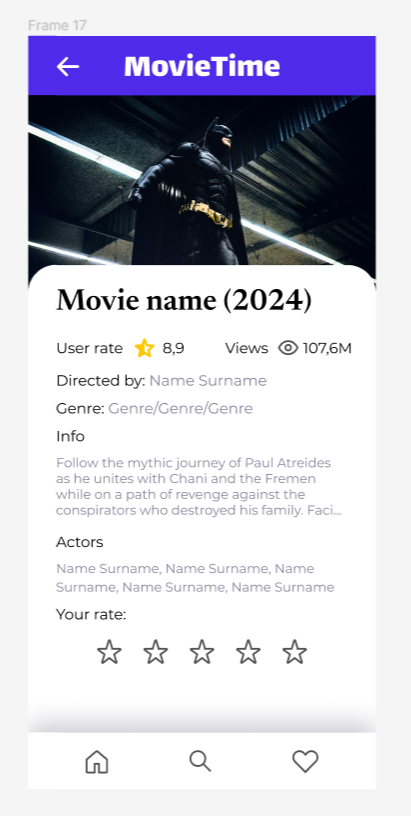 Frame 17
MovieTime
Movie name (2024)
User rate 8,9 Views 107,6M
Directed by: Name Surname
Genre: Genre/Genre/Genre
Info
Follow the mythic journey of Paul Atreides
as he unites with Chani and the Fremen
while on a path of revenge against the
conspirators who destroyed his family. Faci...
Actors
Name Surname, Name Surname, Name
Surname, Name Surname, Name Surname
Your rate: